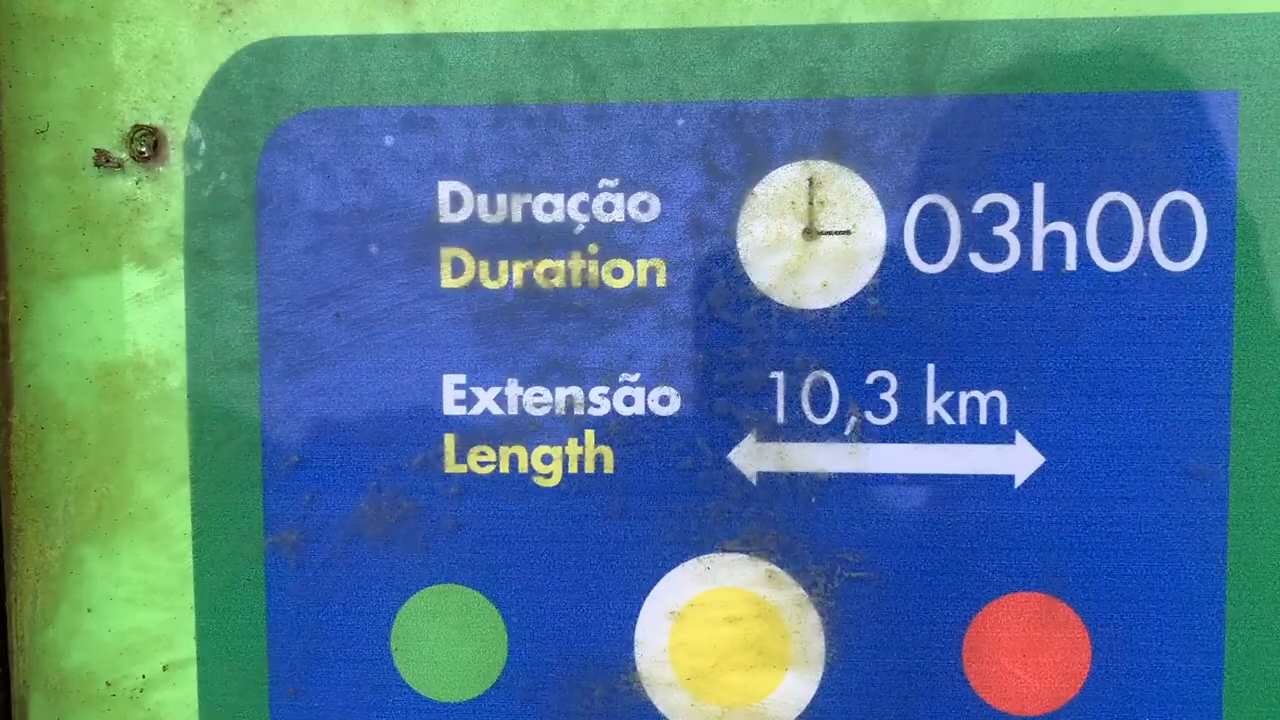 Duração
Duration
03h00
Extensão
Length
10,3 km